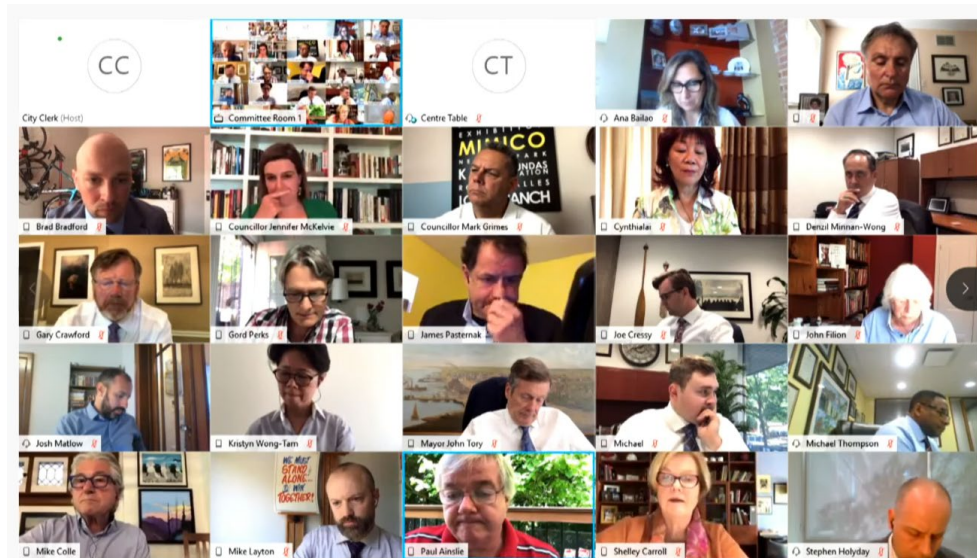 CC
CT
City Clerk (Host)
Committee Room 1
Centre Table
Ana Bailao
EXHIBITI
MIMICO
Brad Bradford
Councillor Jennifer McKelvie
Councillor Mark Grimes
Cynthialai
Denzil Minnan-Wong
Gary Crawford
Gord Perks
James Pasternak
Joe Cressy
John Filion
Josh Matlow
Kristyn Wong-Tam
Mayor John Tory
Michael
Michael Thompson
WE MUST
STAND
ALONE...
TOGETHER!
Mike Colle
Mike Layton
Paul Ainslie
Shelley Carroll
Stephen Holyday